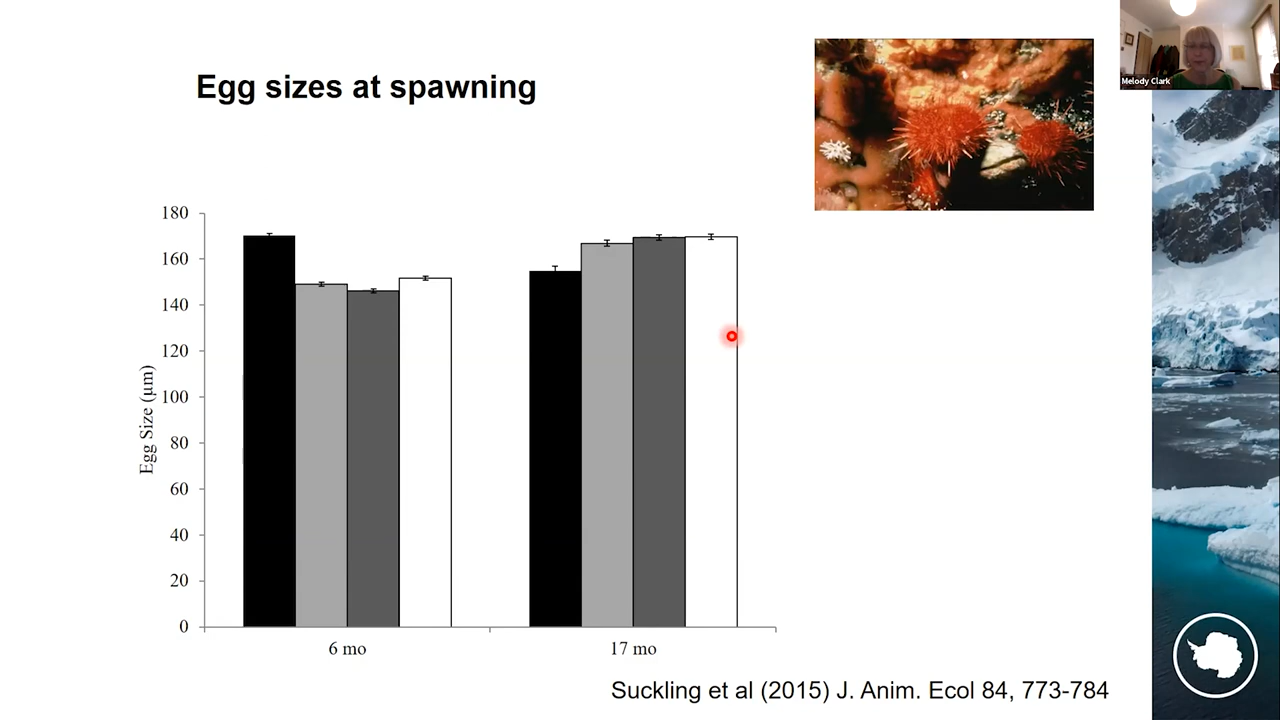 Egg sizes at spawning
Melody Clark
Egg Size (µm)
180
160
140
120
100
80
60
40
20
0
6 mo
17 mo
Suckling et al (2015) J. Anim. Ecol 84, 773-784